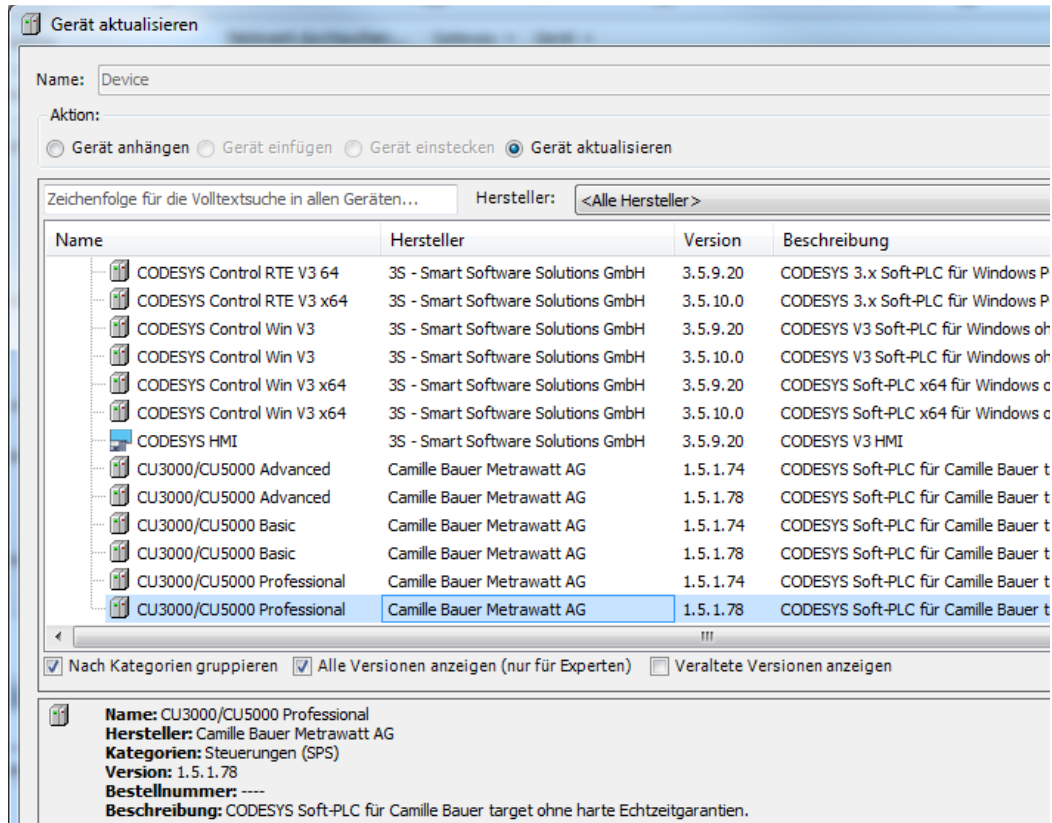 Gerät aktualisieren
Name: Device
Aktion:
Gerät anhängen Gerät einfügen Gerät einstecken Gerät aktualisieren
Zeichenfolge für die Volltextsuche in allen Geräten... Hersteller: <Alle Hersteller>
Name Hersteller Version Beschreibung
CODESYS Control RTE V3 64 3S - Smart Software Solutions GmbH 3.5.9.20 CODESYS 3.x Soft-PLC für Windows P
CODESYS Control RTE V3 x64 3S - Smart Software Solutions GmbH 3.5.10.0 CODESYS 3.x Soft-PLC für Windows P
CODESYS Control Win V3 3S - Smart Software Solutions GmbH 3.5.9.20 CODESYS V3 Soft-PLC für Windows oh
CODESYS Control Win V3 3S - Smart Software Solutions GmbH 3.5.10.0 CODESYS V3 Soft-PLC für Windows oh
CODESYS Control Win V3 x64 3S - Smart Software Solutions GmbH 3.5.9.20 CODESYS Soft-PLC x64 für Windows o
CODESYS Control Win V3 x64 3S - Smart Software Solutions GmbH 3.5.10.0 CODESYS Soft-PLC x64 für Windows o
CODESYS HMI 3S - Smart Software Solutions GmbH 3.5.9.20 CODESYS V3 HMI
CU3000/CU5000 Advanced Camille Bauer Metrawatt AG 1.5.1.74 CODESYS Soft-PLC für Camille Bauer t
CU3000/CU5000 Advanced Camille Bauer Metrawatt AG 1.5.1.78 CODESYS Soft-PLC für Camille Bauer t
CU3000/CU5000 Basic Camille Bauer Metrawatt AG 1.5.1.74 CODESYS Soft-PLC für Camille Bauer t
CU3000/CU5000 Basic Camille Bauer Metrawatt AG 1.5.1.78 CODESYS Soft-PLC für Camille Bauer t
CU3000/CU5000 Professional Camille Bauer Metrawatt AG 1.5.1.74 CODESYS Soft-PLC für Camille Bauer t
CU3000/CU5000 Professional Camille Bauer Metrawatt AG 1.5.1.78 CODESYS Soft-PLC für Camille Bauer t
Nach Kategorien gruppieren Alle Versionen anzeigen (nur für Experten) Veraltete Versionen anzeigen
Name: CU3000/CU5000 Professional
Hersteller: Camille Bauer Metrawatt AG
Kategorien: Steuerungen (SPS)
Version: 1.5.1.78
Bestellnummer: ----
Beschreibung: CODESYS Soft-PLC für Camille Bauer target ohne harte Echtzeitgarantien.